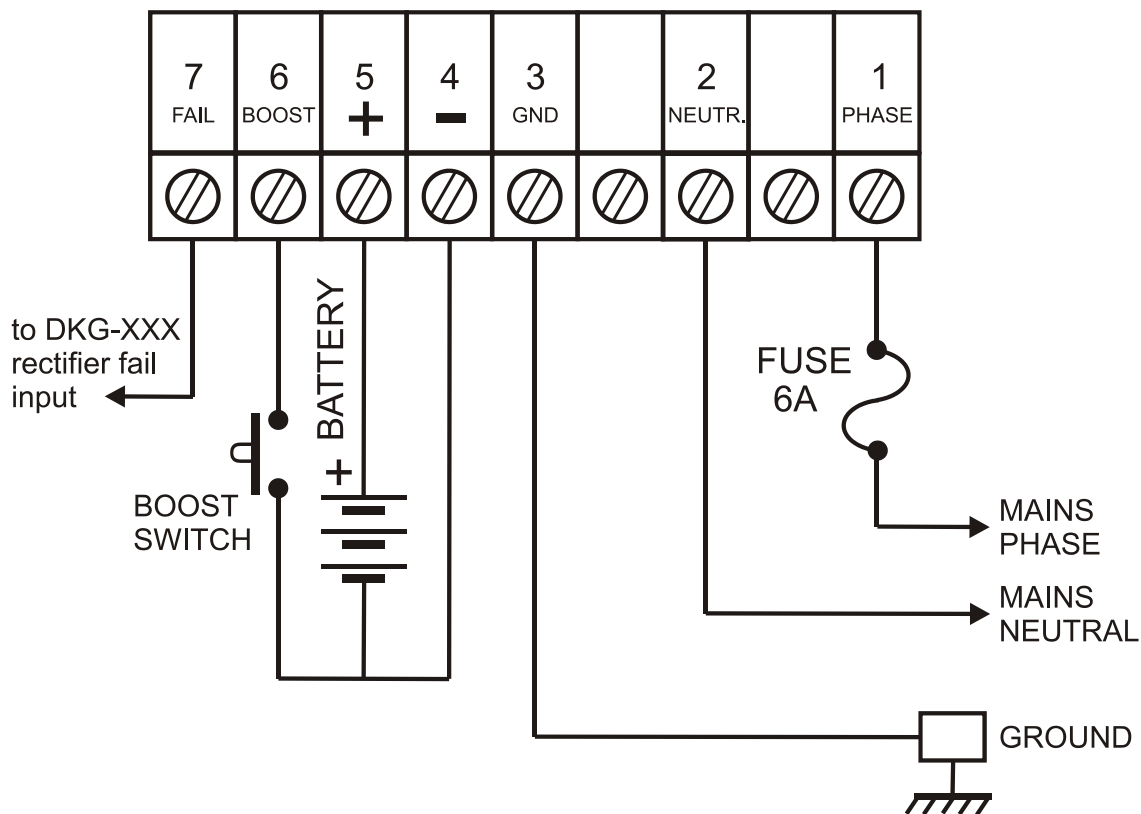 7 6 5 4 3 2 1
FAIL BOOST + - GND NEUTR. PHASE
to DKG-XXX
rectifier fail
input
BATTERY
+
FUSE
6A
BOOST
SWITCH
MAINS
PHASE
MAINS
NEUTRAL
GROUND